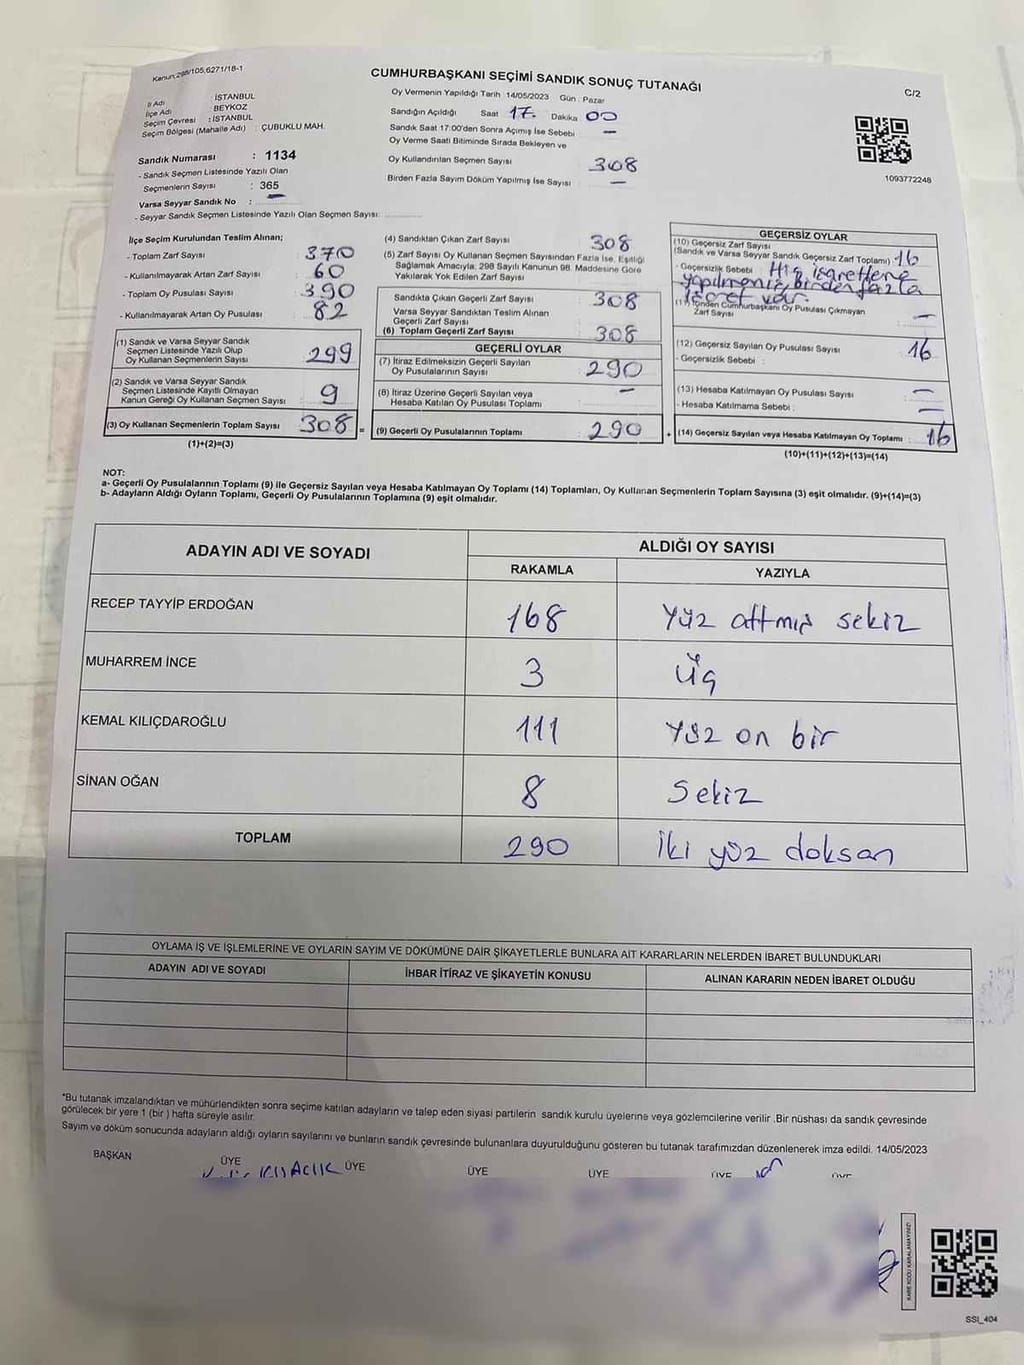 Kanun;298/105,6271/18-1
CUMHURBAŞKANI SEÇİMİ SANDIK SONUÇ TUTANAĞI
C/2
İl Adı : İSTANBUL
İlçe Adı : BEYKOZ
Seçim Çevresi : İSTANBUL
Seçim Bölgesi (Mahalle Adı) : ÇUBUKLU MAH.
Sandık Numarası : 1134
- Sandık Seçmen Listesinde Yazılı Olan
Seçmenlerin Sayısı : 365
Varsa Seyyar Sandık No : —
- Seyyar Sandık Seçmen Listesinde Yazılı Olan Seçmen Sayısı:
Oy Vermenin Yapıldığı Tarih : 14/05/2023 Gün : Pazar
Sandığın Açıldığı Saat 17. Dakika 00
Sandık Saat 17:00'den Sonra Açılmış İse Sebebi —
Oy Verme Saati Bitiminde Sırada Bekleyen ve
Oy Kullandırılan Seçmen Sayısı 308
Birden Fazla Sayım Döküm Yapılmış İse Sayısı —
1093772248
İlçe Seçim Kurulundan Teslim Alınan;
- Toplam Zarf Sayısı 370
- Kullanılmayarak Artan Zarf Sayısı 60
- Toplam Oy Pusulası Sayısı 390
- Kullanılmayarak Artan Oy Pusulası 82
(1) Sandık ve Varsa Seyyar Sandık
Seçmen Listesinde Yazılı Olup
Oy Kullanan Seçmenlerin Sayısı 299
(2) Sandık ve Varsa Seyyar Sandık
Seçmen Listesinde Kayıtlı Olmayan
Kanun Gereği Oy Kullanan Seçmen Sayısı 9
(3) Oy Kullanan Seçmenlerin Toplam Sayısı 308 =
(1)+(2)=(3)
(4) Sandıktan Çıkan Zarf Sayısı 308
(5) Zarf Sayısı Oy Kullanan Seçmen Sayısından Fazla İse, Eşitliği
Sağlamak Amacıyla, 298 Sayılı Kanunun 98. Maddesine Göre
Yakılarak Yok Edilen Zarf Sayısı
Sandıkta Çıkan Geçerli Zarf Sayısı 308
Varsa Seyyar Sandıktan Teslim Alınan
Geçerli Zarf Sayısı
(6) Toplam Geçerli Zarf Sayısı 308
GEÇERLİ OYLAR
(7) İtiraz Edilmeksizin Geçerli Sayılan
Oy Pusulalarının Sayısı 290
(8) İtiraz Üzerine Geçerli Sayılan veya
Hesaba Katılan Oy Pusulası Toplamı —
(9) Geçerli Oy Pusulalarının Toplamı 290 +
GEÇERSİZ OYLAR
(10) Geçersiz Zarf Sayısı
(Sandık ve Varsa Seyyar Sandık Geçersiz Zarf Toplamı) 16
- Geçersizlik Sebebi : Hiç işaretleme
yapılmamış, birden fazla
işaret var.
(11) İçinden Cumhurbaşkanı Oy Pusulası Çıkmayan
Zarf Sayısı —
(12) Geçersiz Sayılan Oy Pusulası Sayısı 16
- Geçersizlik Sebebi :
(13) Hesaba Katılmayan Oy Pusulası Sayısı —
- Hesaba Katılmama Sebebi : —
(14) Geçersiz Sayılan veya Hesaba Katılmayan Oy Toplamı : 16
(10)+(11)+(12)+(13)=(14)
NOT:
a- Geçerli Oy Pusulalarının Toplamı (9) ile Geçersiz Sayılan veya Hesaba Katılmayan Oy Toplamı (14) Toplamları, Oy Kullanan Seçmenlerin Toplam Sayısına (3) eşit olmalıdır. (9)+(14)=(3)
b- Adayların Aldığı Oyların Toplamı, Geçerli Oy Pusulalarının Toplamına (9) eşit olmalıdır.
ADAYIN ADI VE SOYADI
ALDIĞI OY SAYISI
RAKAMLA YAZIYLA
RECEP TAYYİP ERDOĞAN 168 Yüz altmış sekiz
MUHARREM İNCE 3 Üç
KEMAL KILIÇDAROĞLU 111 Yüz on bir
SİNAN OĞAN 8 Sekiz
TOPLAM 290 İki yüz doksan
OYLAMA İŞ VE İŞLEMLERİNE VE OYLARIN SAYIM VE DÖKÜMÜNE DAİR ŞİKAYETLERLE BUNLARA AİT KARARLARIN NELERDEN İBARET BULUNDUKLARI
ADAYIN ADI VE SOYADI İHBAR İTİRAZ VE ŞİKAYETİN KONUSU ALINAN KARARIN NEDEN İBARET OLDUĞU
*Bu tutanak imzalandıktan ve mühürlendikten sonra seçime katılan adayların ve talep eden siyasi partilerin sandık kurulu üyelerine veya gözlemcilerine verilir .Bir nüshası da sandık çevresinde
görülecek bir yere 1 (bir ) hafta süreyle asılır.
Sayım ve döküm sonucunda adayların aldığı oyların sayılarını ve bunların sandık çevresinde bulunanlara duyurulduğunu gösteren bu tutanak tarafımızdan düzenlenerek imza edildi. 14/05/2023
BAŞKAN ÜYE ÜYE ÜYE ÜYE ÜYE ÜYE
KARE KODU KARALAMAYINIZ!
SSI_404